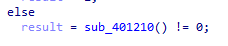 else
result = sub_401210() != 0;